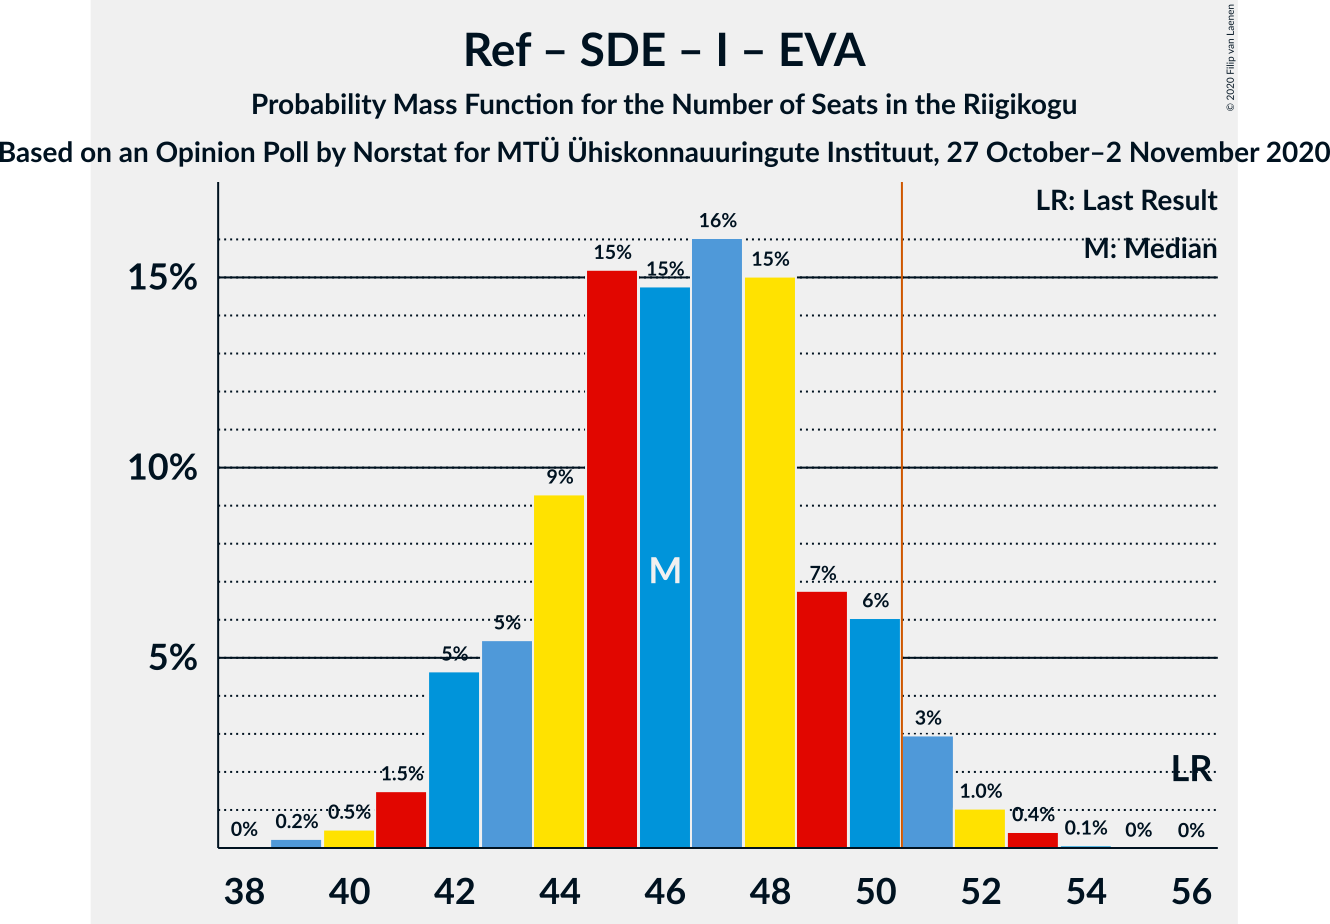 Ref – SDE – I – EVA
Probability Mass Function for the Number of Seats in the Riigikogu
Based on an Opinion Poll by Norstat for MTÜ Ühiskonnauuringute Instituut, 27 October–2 November 2020
© 2020 Filip van Laenen
LR: Last Result
M: Median
15%
10%
5%
0%
0.2%
0.5%
1.5%
5%
5%
9%
15%
15%
16%
15%
7%
6%
3%
1.0%
0.4%
0.1%
0%
0%
M
LR
38 40 42 44 46 48 50 52 54 56